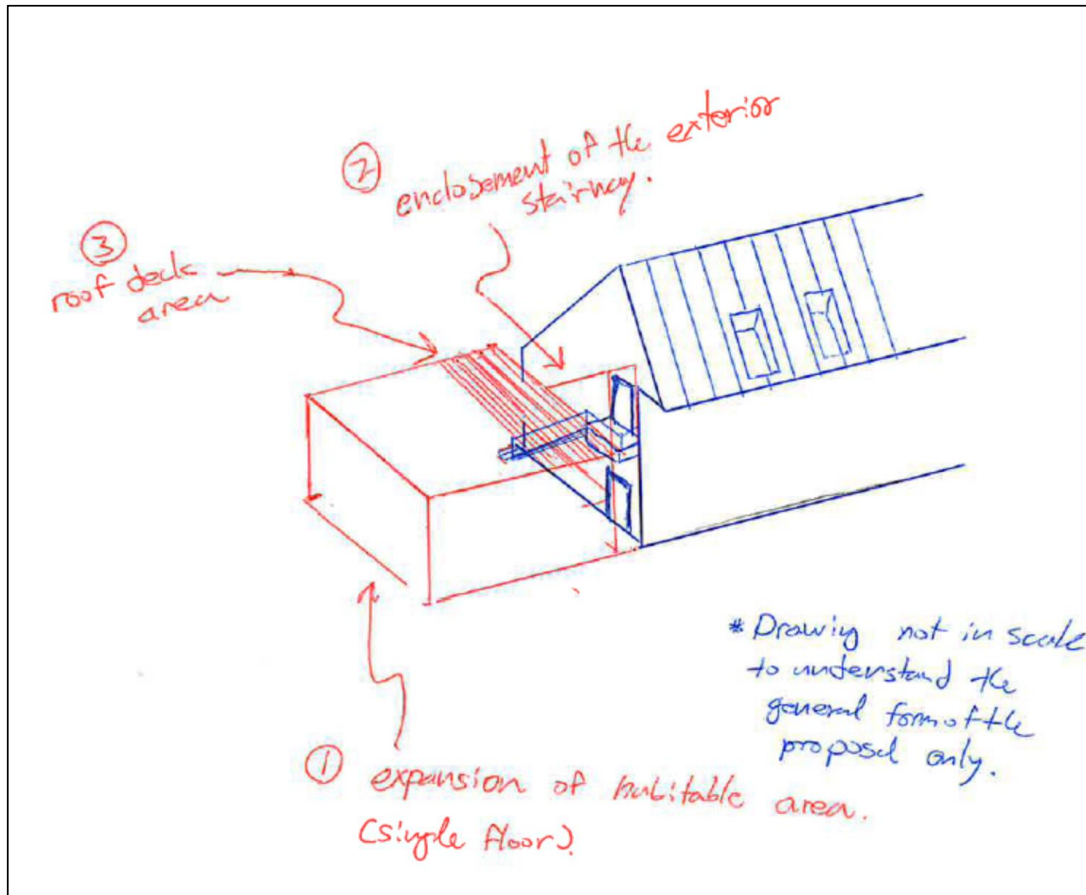 ②
enclosement of the exterior
stairway.
③
roof deck
area
* Drawing not in scale
to understand the
general form of the
proposal only.
① expansion of habitable area.
(single floor).